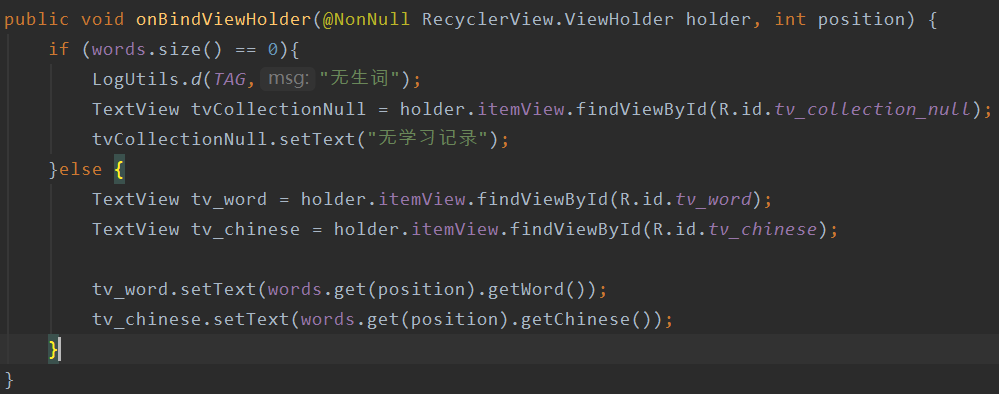 public void onBindViewHolder(@NonNull RecyclerView.ViewHolder holder, int position) {
    if (words.size() == 0){
        LogUtils.d(TAG, msg: "无生词");
        TextView tvCollectionNull = holder.itemView.findViewById(R.id.tv_collection_null);
        tvCollectionNull.setText("无学习记录");
    }else {
        TextView tv_word = holder.itemView.findViewById(R.id.tv_word);
        TextView tv_chinese = holder.itemView.findViewById(R.id.tv_chinese);

        tv_word.setText(words.get(position).getWord());
        tv_chinese.setText(words.get(position).getChinese());
    }
}